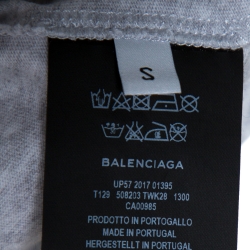 S
BALENCIAGA
UP57 2017 01395
T129 508203 TWK28 1300
CA00985
PRODOTTO IN PORTOGALLO
MADE IN PORTUGAL
HERGESTELLT IN PORTUGAL